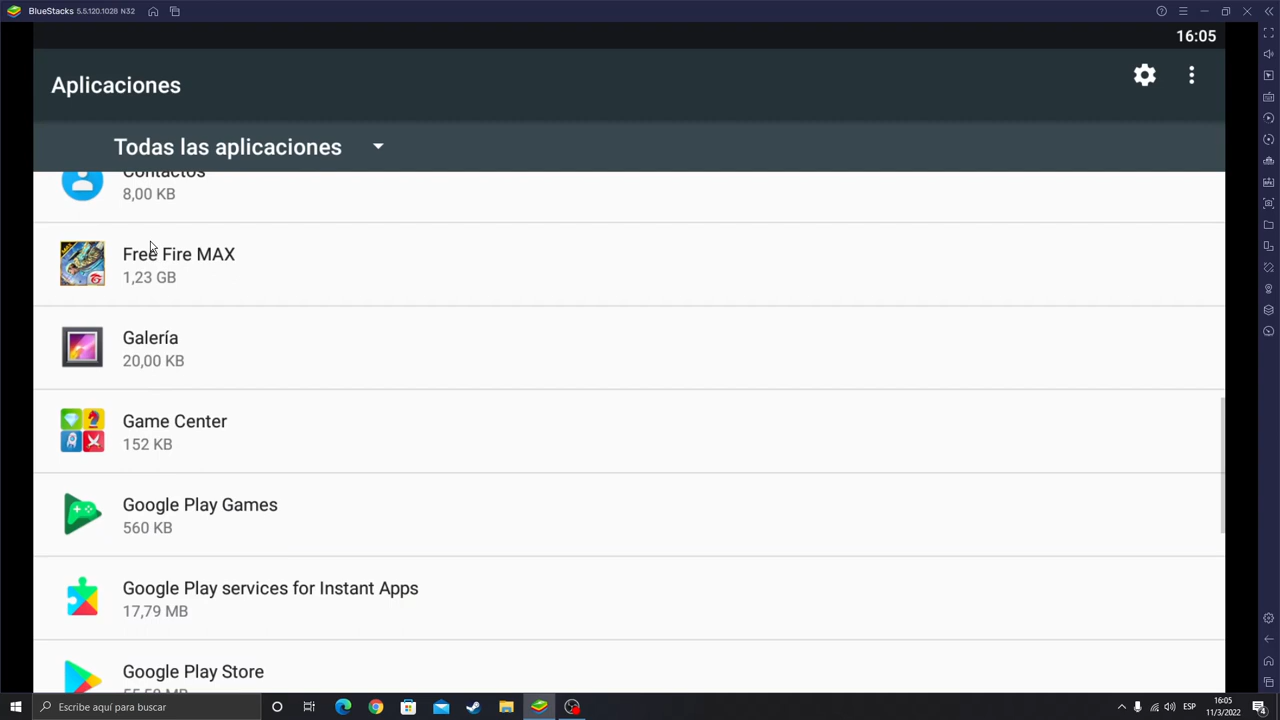 BlueStacks 5.5.120.1028 N32
16:05
Aplicaciones
Todas las aplicaciones
Contactos
8,00 KB
Free Fire MAX
1,23 GB
Galería
20,00 KB
Game Center
152 KB
Google Play Games
560 KB
Google Play services for Instant Apps
17,79 MB
Google Play Store
Escribe aquí para buscar
ESP
16:05
11/3/2022
4